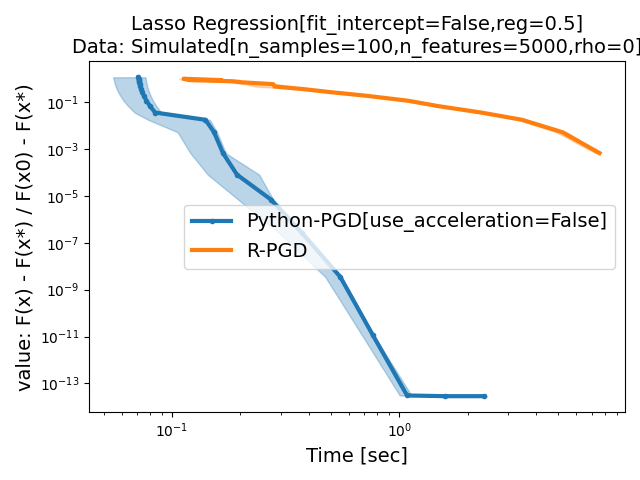 Lasso Regression[fit_intercept=False,reg=0.5]
Data: Simulated[n_samples=100,n_features=5000,rho=0]
value: F(x) - F(x*) / F(x0) - F(x*)
10⁻¹
10⁻³
10⁻⁵
10⁻⁷
10⁻⁹
10⁻¹¹
10⁻¹³
Python-PGD[use_acceleration=False]
R-PGD
10⁻¹ 10⁰
Time [sec]